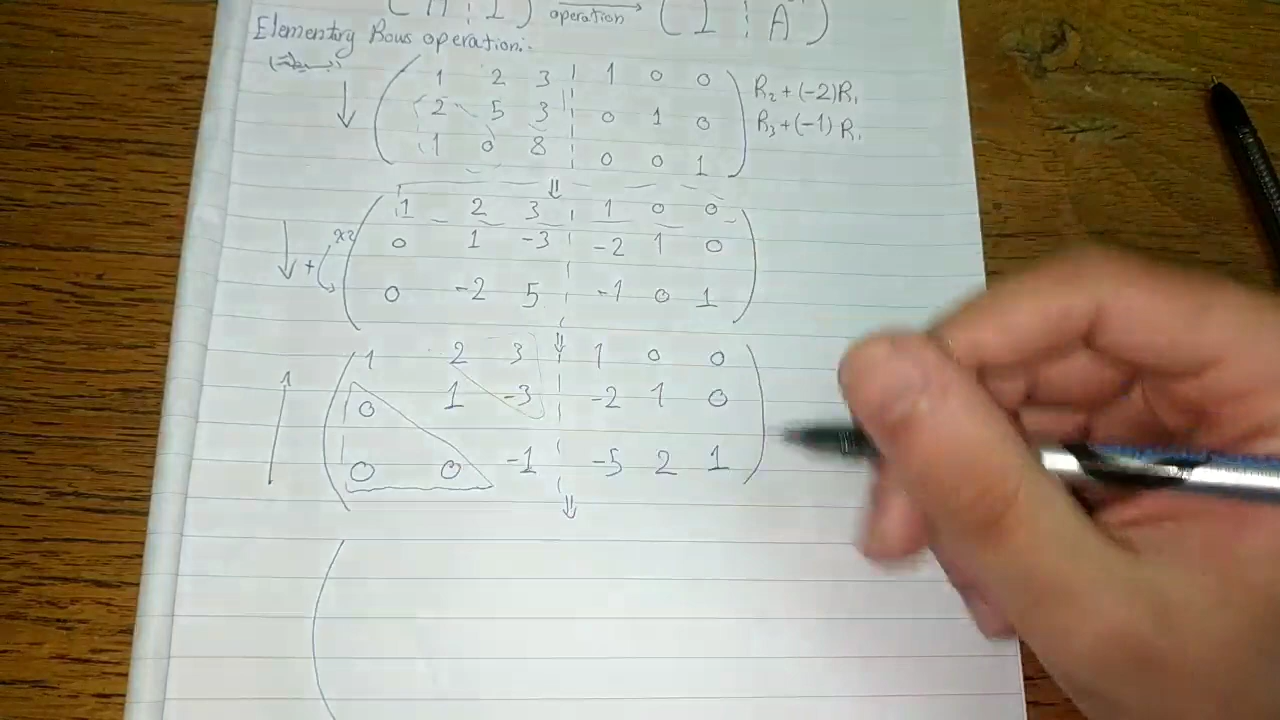 ( A ⋮ I ) operation → ( I ⋮ A )
Elementry Rows operation:-
( 1 2 3 | 1 0 0 ) R₂ + (-2)R₁
2 5 3 | 0 1 0 R₃ + (-1) R₁
1 0 8 | 0 0 1
⇓
1 2 3 | 1 0 0
x2 0 1 -3 | -2 1 0
+ 0 -2 5 | -1 0 1
⇓
1 2 3 | 1 0 0
0 1 -3 | -2 1 0
0 0 -1 | -5 2 1
⇓
(